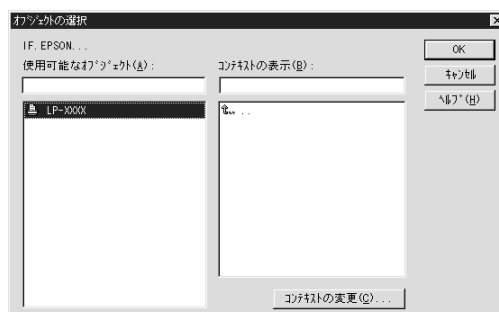 オブジェクトの選択
IF.EPSON...
使用可能なオブジェクト(A):
コンテキストの表示(B):
OK
キャンセル
ヘルプ(H)
LP-XXXX
..
コンテキストの変更(C)...